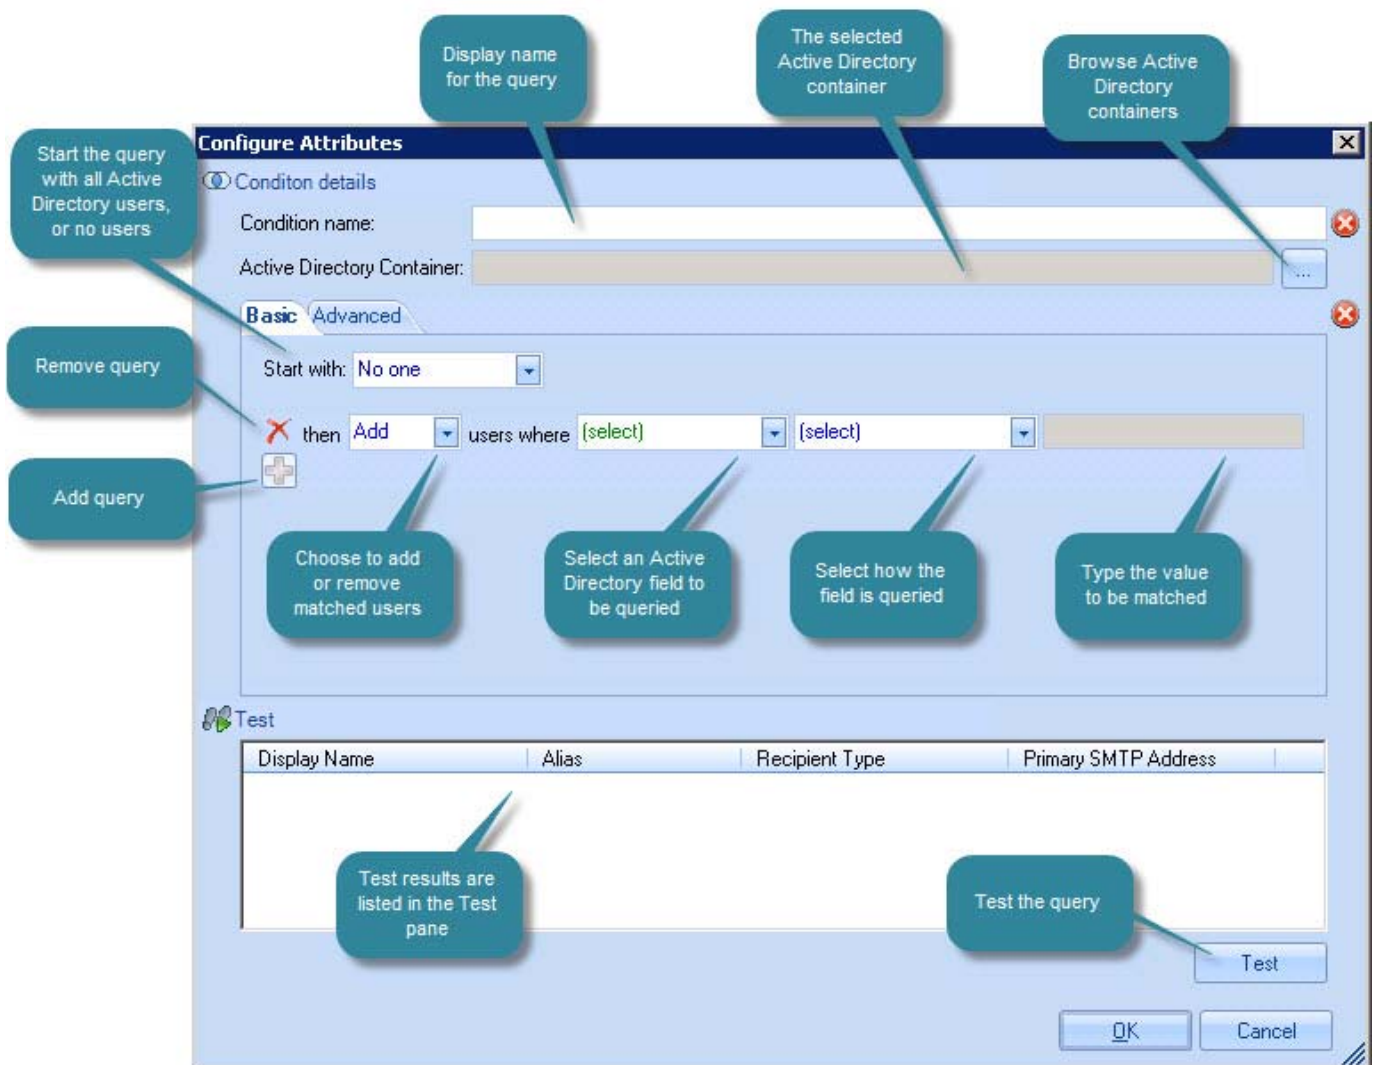 Display name
for the query
The selected
Active Directory
container
Browse Active
Directory
containers
Start the query
with all Active
Directory users,
or no users
Configure Attributes
Conditon details
Condition name:
Active Directory Container:
...
Basic
Advanced
Remove query
Start with: No one
then Add users where (select) (select)
Add query
Choose to add
or remove
matched users
Select an Active
Directory field to
be queried
Select how the
field is queried
Type the value
to be matched
Test
Display Name Alias Recipient Type Primary SMTP Address
Test results are
listed in the Test
pane
Test the query
Test
OK
Cancel